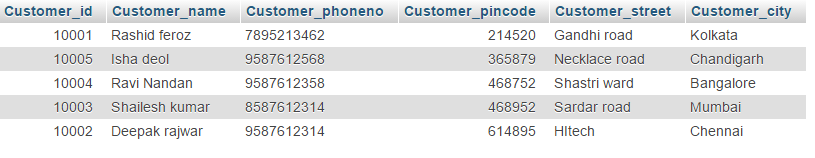 Customer_id Customer_name Customer_phoneno Customer_pincode Customer_street Customer_city
10001 Rashid feroz 7895213462 214520 Gandhi road Kolkata
10005 Isha deol 9587612568 365879 Necklace road Chandigarh
10004 Ravi Nandan 9587612358 468752 Shastri ward Bangalore
10003 Shailesh kumar 8587612314 468952 Sardar road Mumbai
10002 Deepak rajwar 9587612314 614895 HItech Chennai